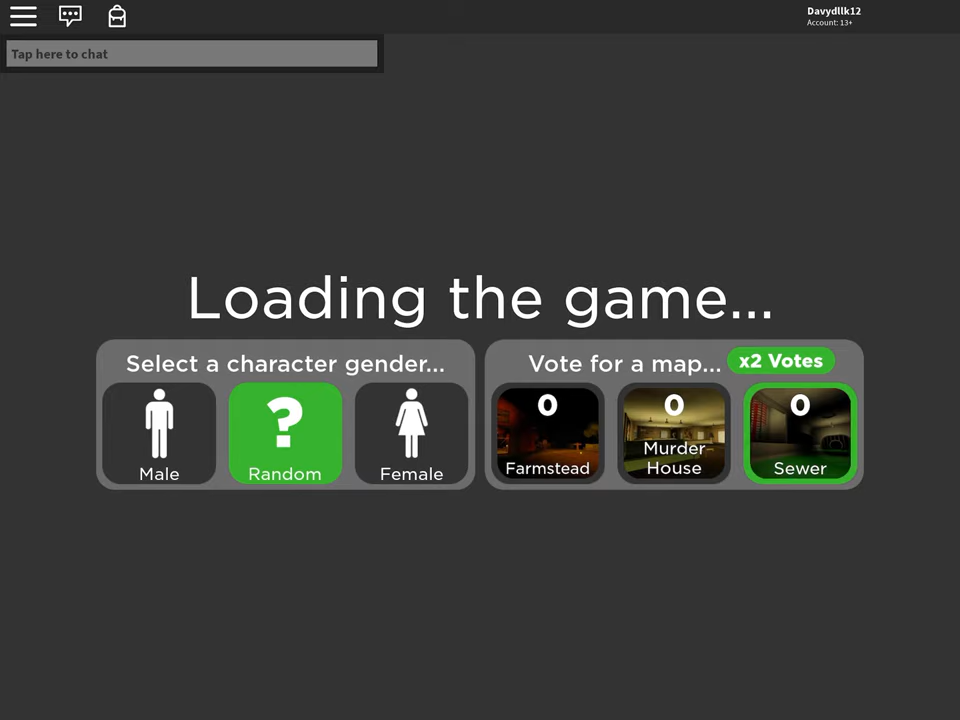 Davydllk12
Account: 13+
Tap here to chat
Loading the game...
Select a character gender...
Male
?
Random
Female
Vote for a map...
x2 Votes
0
Farmstead
0
Murder
House
0
Sewer